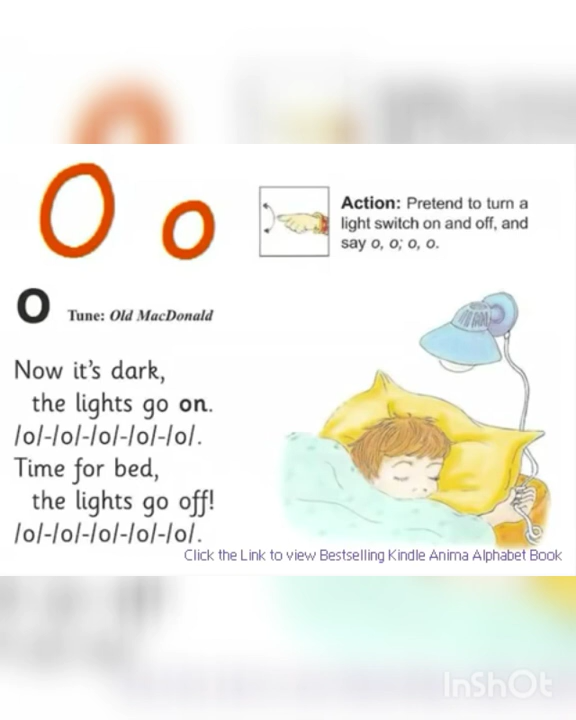 O o
Action: Pretend to turn a
light switch on and off, and
say o, o; o, o.
o Tune: Old MacDonald
Now it's dark,
the lights go on.
/o/-/o/-/o/-/o/-/o/.
Time for bed,
the lights go off!
/o/-/o/-/o/-/o/-/o/.
Click the Link to view Bestselling Kindle Anima Alphabet Book
InShOt